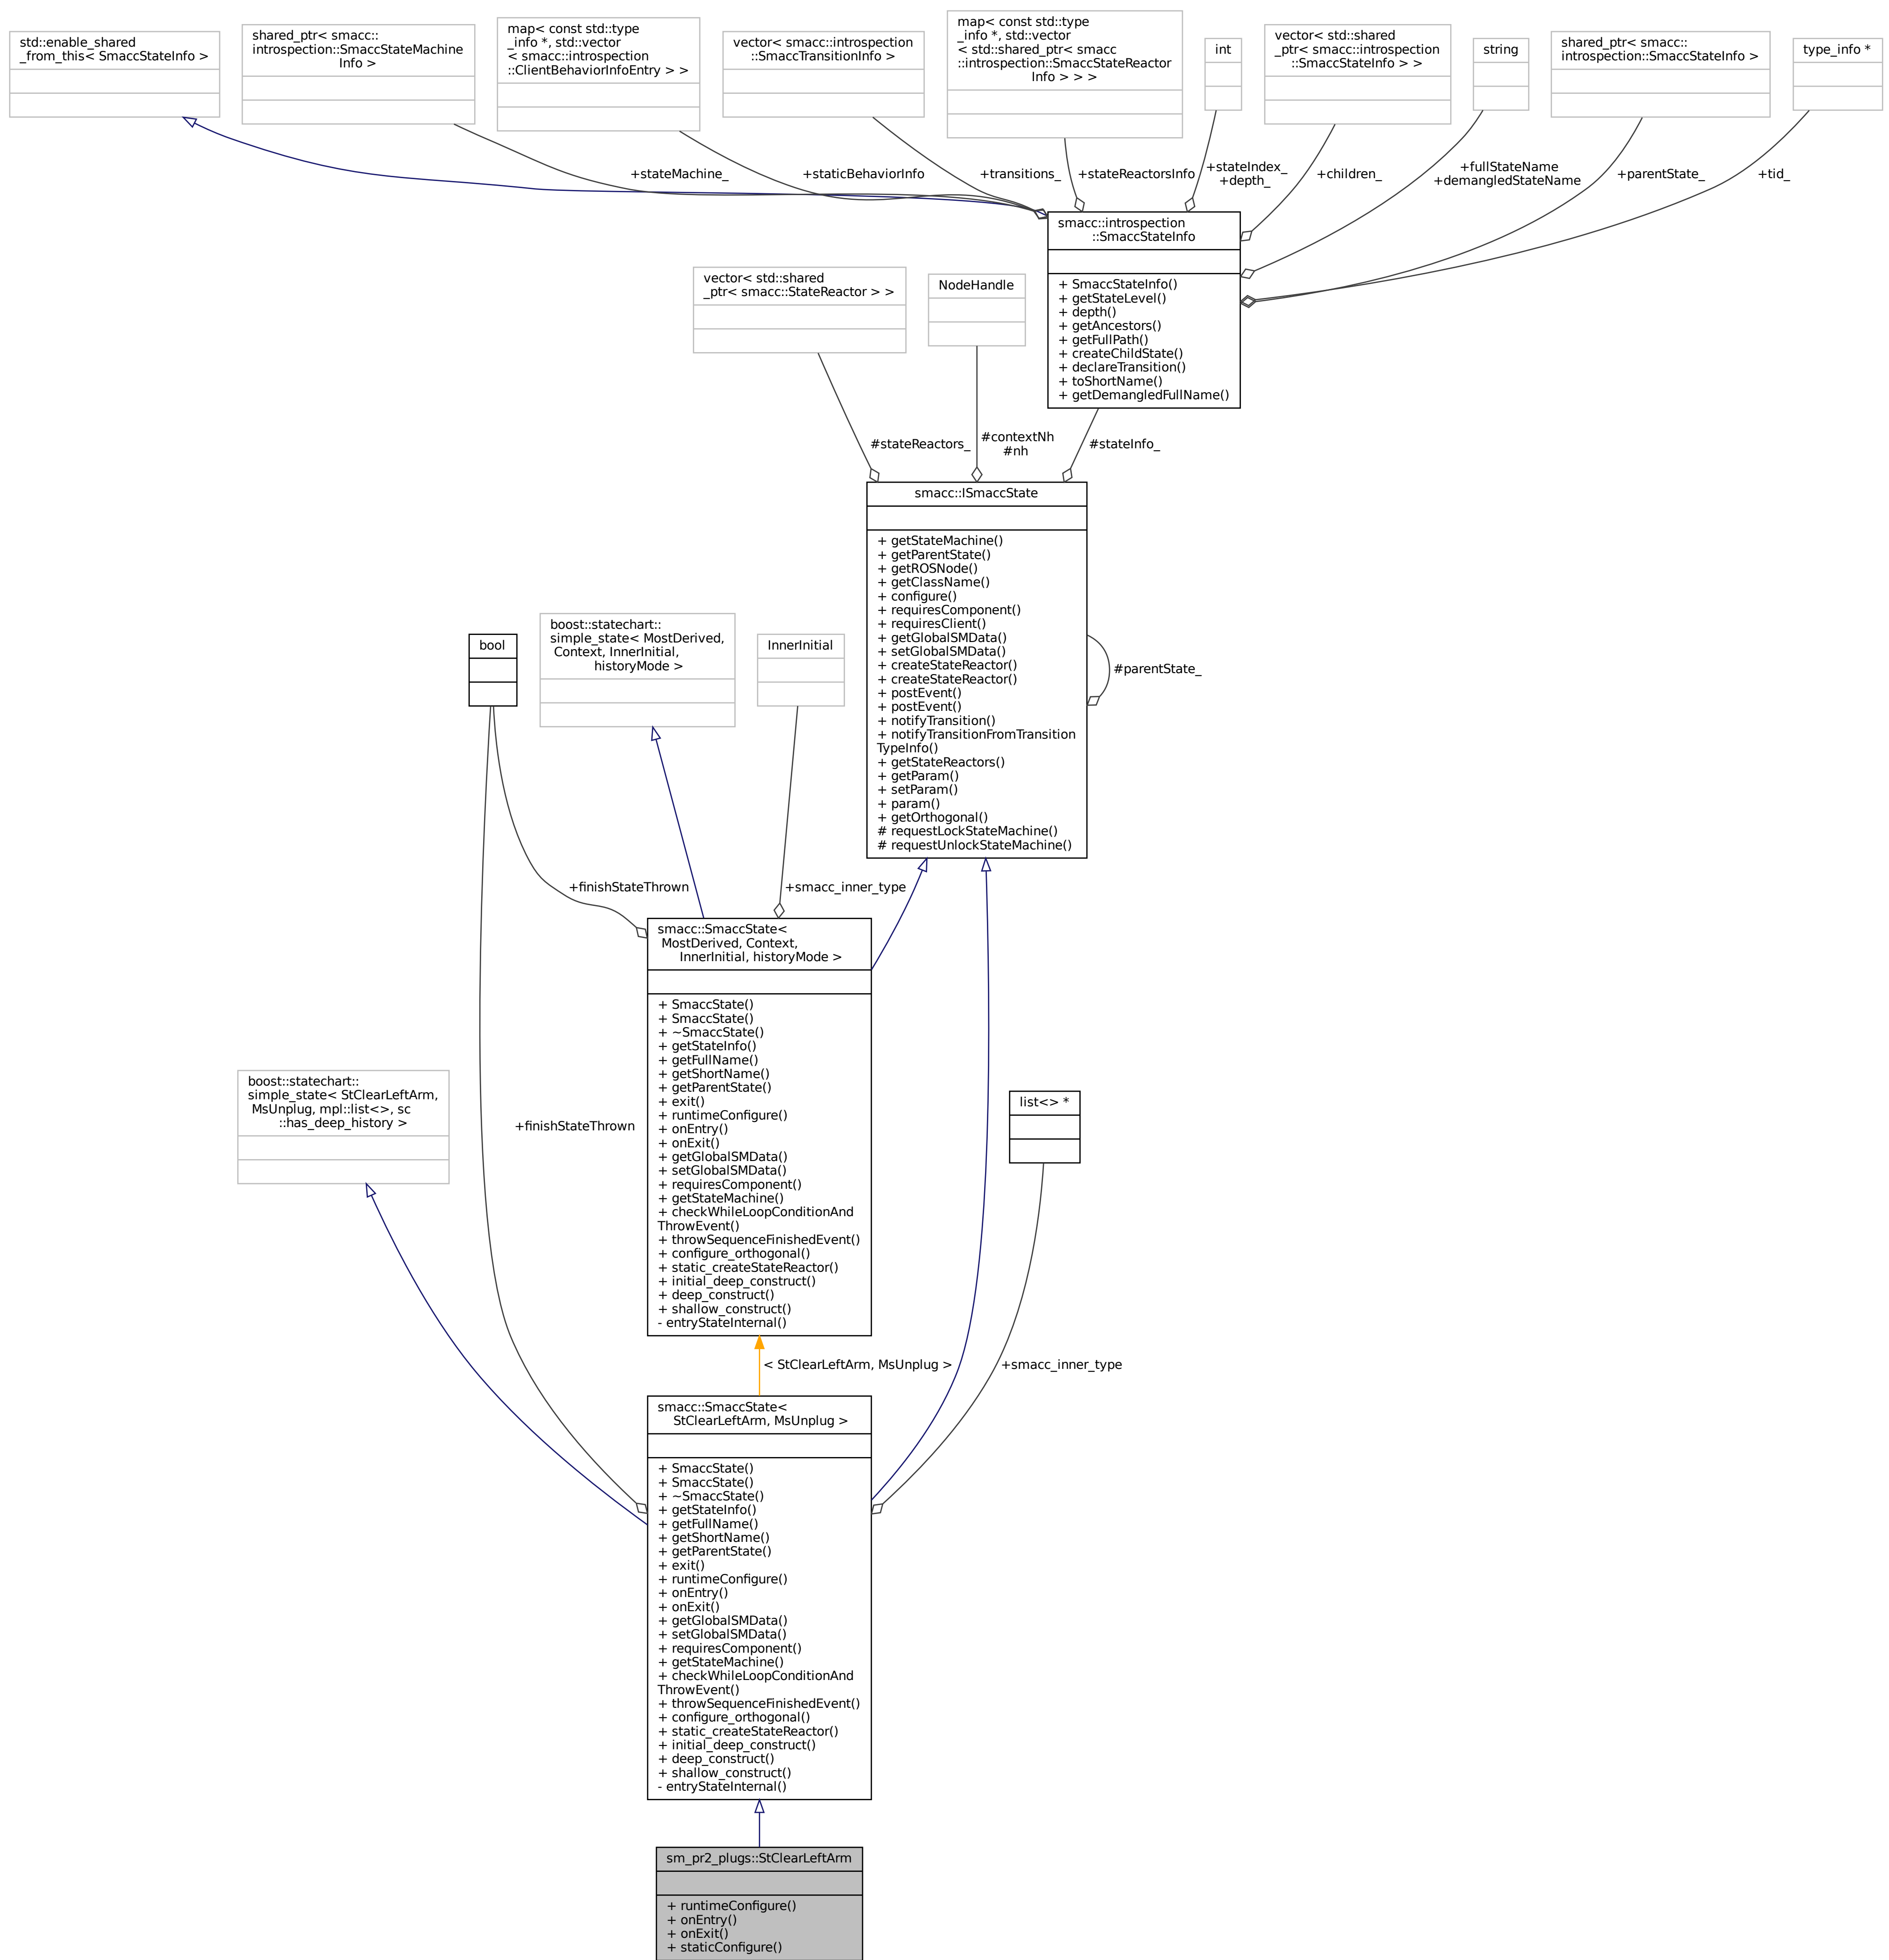 std::enable_shared
_from_this< SmaccStateInfo >
shared_ptr< smacc::
introspection::SmaccStateMachine
Info >
map< const std::type
_info *, std::vector
< smacc::introspection
::ClientBehaviorInfoEntry > >
vector< smacc::introspection
::SmaccTransitionInfo >
map< const std::type
_info *, std::vector
< std::shared_ptr< smacc
::introspection::SmaccStateReactor
Info > > >
int
vector< std::shared
_ptr< smacc::introspection
::SmaccStateInfo > >
string
shared_ptr< smacc::
introspection::SmaccStateInfo >
type_info *
+stateMachine_
+staticBehaviorInfo
+transitions_
+stateReactorsInfo
+stateIndex_
+depth_
+children_
+fullStateName
+demangledStateName
+parentState_
+tid_
smacc::introspection
::SmaccStateInfo
+ SmaccStateInfo()
+ getStateLevel()
+ depth()
+ getAncestors()
+ getFullPath()
+ createChildState()
+ declareTransition()
+ toShortName()
+ getDemangledFullName()
vector< std::shared
_ptr< smacc::StateReactor > >
NodeHandle
#stateReactors_
#contextNh
#nh
#stateInfo_
smacc::ISmaccState
+ getStateMachine()
+ getParentState()
+ getROSNode()
+ getClassName()
+ configure()
+ requiresComponent()
+ requiresClient()
+ getGlobalSMData()
+ setGlobalSMData()
+ createStateReactor()
+ createStateReactor()
+ postEvent()
+ postEvent()
+ notifyTransition()
+ notifyTransitionFromTransition
TypeInfo()
+ getStateReactors()
+ getParam()
+ setParam()
+ param()
+ getOrthogonal()
# requestLockStateMachine()
# requestUnlockStateMachine()
#parentState_
bool
boost::statechart::
simple_state< MostDerived,
Context, InnerInitial,
historyMode >
InnerInitial
+finishStateThrown
+smacc_inner_type
smacc::SmaccState<
MostDerived, Context,
InnerInitial, historyMode >
+ SmaccState()
+ SmaccState()
+ ~SmaccState()
+ getStateInfo()
+ getFullName()
+ getShortName()
+ getParentState()
+ exit()
+ runtimeConfigure()
+ onEntry()
+ onExit()
+ getGlobalSMData()
+ setGlobalSMData()
+ requiresComponent()
+ getStateMachine()
+ checkWhileLoopConditionAnd
ThrowEvent()
+ throwSequenceFinishedEvent()
+ configure_orthogonal()
+ static_createStateReactor()
+ initial_deep_construct()
+ deep_construct()
+ shallow_construct()
- entryStateInternal()
boost::statechart::
simple_state< StClearLeftArm,
MsUnplug, mpl::list<>, sc
::has_deep_history >
+finishStateThrown
list<> *
< StClearLeftArm, MsUnplug >
+smacc_inner_type
smacc::SmaccState<
StClearLeftArm, MsUnplug >
+ SmaccState()
+ SmaccState()
+ ~SmaccState()
+ getStateInfo()
+ getFullName()
+ getShortName()
+ getParentState()
+ exit()
+ runtimeConfigure()
+ onEntry()
+ onExit()
+ getGlobalSMData()
+ setGlobalSMData()
+ requiresComponent()
+ getStateMachine()
+ checkWhileLoopConditionAnd
ThrowEvent()
+ throwSequenceFinishedEvent()
+ configure_orthogonal()
+ static_createStateReactor()
+ initial_deep_construct()
+ deep_construct()
+ shallow_construct()
- entryStateInternal()
sm_pr2_plugs::StClearLeftArm
+ runtimeConfigure()
+ onEntry()
+ onExit()
+ staticConfigure()